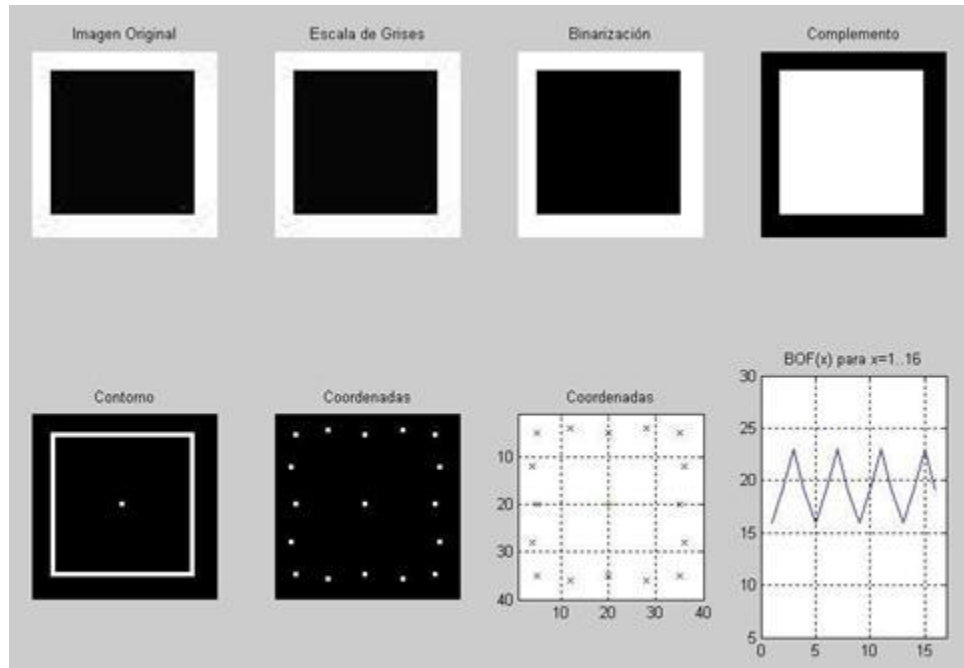 Imagen Original
Escala de Grises
Binarización
Complemento
Contorno
Coordenadas
Coordenadas
10
20
30
40
10
20
30
40
BOF(x) para x=1..16
30
25
20
15
10
5
0
5
10
15